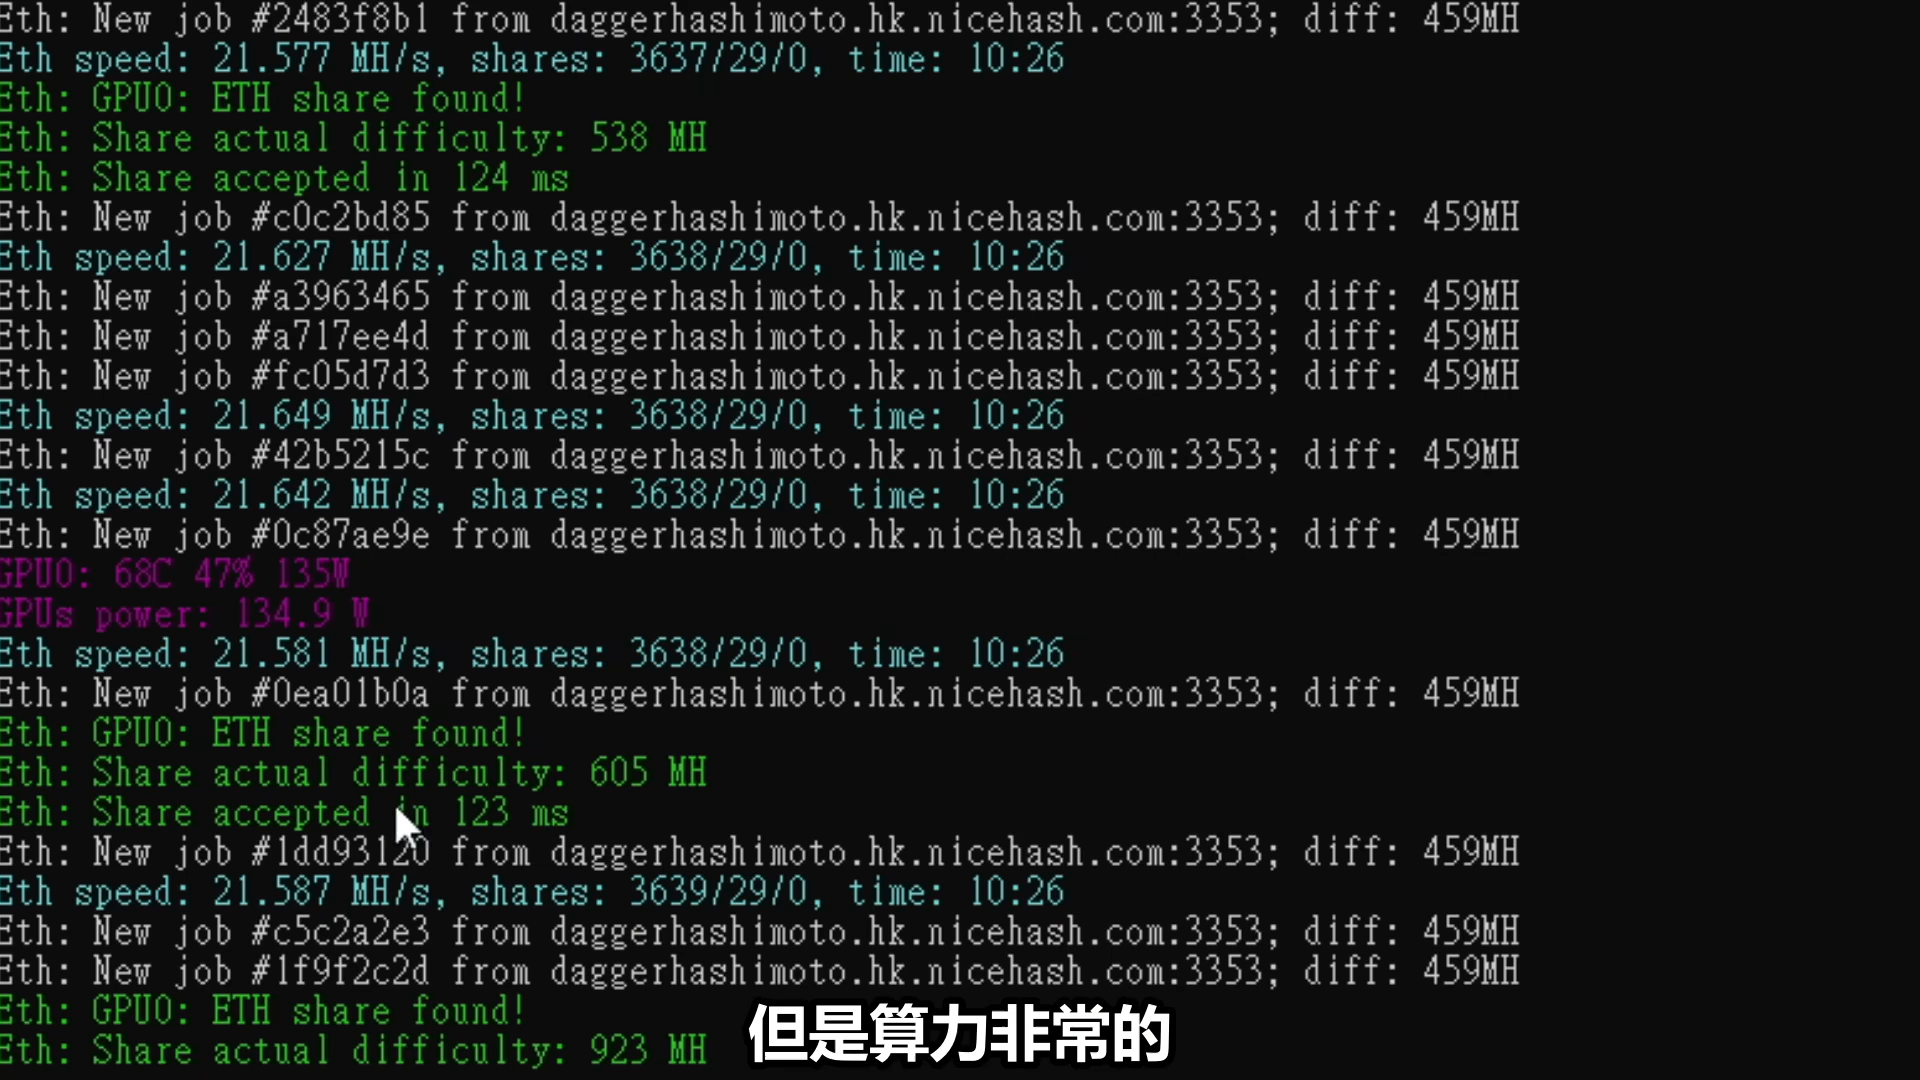 Eth: New job #2483f8b1 from daggerhashimoto.hk.nicehash.com:3353; diff: 459MH
Eth speed: 21.577 MH/s, shares: 3637/29/0, time: 10:26
Eth: GPU0: ETH share found!
Eth: Share actual difficulty: 538 MH
Eth: Share accepted in 124 ms
Eth: New job #c0c2bd85 from daggerhashimoto.hk.nicehash.com:3353; diff: 459MH
Eth speed: 21.627 MH/s, shares: 3638/29/0, time: 10:26
Eth: New job #a3963465 from daggerhashimoto.hk.nicehash.com:3353; diff: 459MH
Eth: New job #a717ee4d from daggerhashimoto.hk.nicehash.com:3353; diff: 459MH
Eth: New job #fc05d7d3 from daggerhashimoto.hk.nicehash.com:3353; diff: 459MH
Eth speed: 21.649 MH/s, shares: 3638/29/0, time: 10:26
Eth: New job #42b5215c from daggerhashimoto.hk.nicehash.com:3353; diff: 459MH
Eth speed: 21.642 MH/s, shares: 3638/29/0, time: 10:26
Eth: New job #0c87ae9e from daggerhashimoto.hk.nicehash.com:3353; diff: 459MH
GPU0: 68C 47% 135W
GPUs power: 134.9 W
Eth speed: 21.581 MH/s, shares: 3638/29/0, time: 10:26
Eth: New job #0ea01b0a from daggerhashimoto.hk.nicehash.com:3353; diff: 459MH
Eth: GPU0: ETH share found!
Eth: Share actual difficulty: 605 MH
Eth: Share accepted in 123 ms
Eth: New job #1dd93120 from daggerhashimoto.hk.nicehash.com:3353; diff: 459MH
Eth speed: 21.587 MH/s, shares: 3639/29/0, time: 10:26
Eth: New job #c5c2a2e3 from daggerhashimoto.hk.nicehash.com:3353; diff: 459MH
Eth: New job #1f9f2c2d from daggerhashimoto.hk.nicehash.com:3353; diff: 459MH
Eth: GPU0: ETH share found!
Eth: Share actual difficulty: 923 MH
但是算力非常的